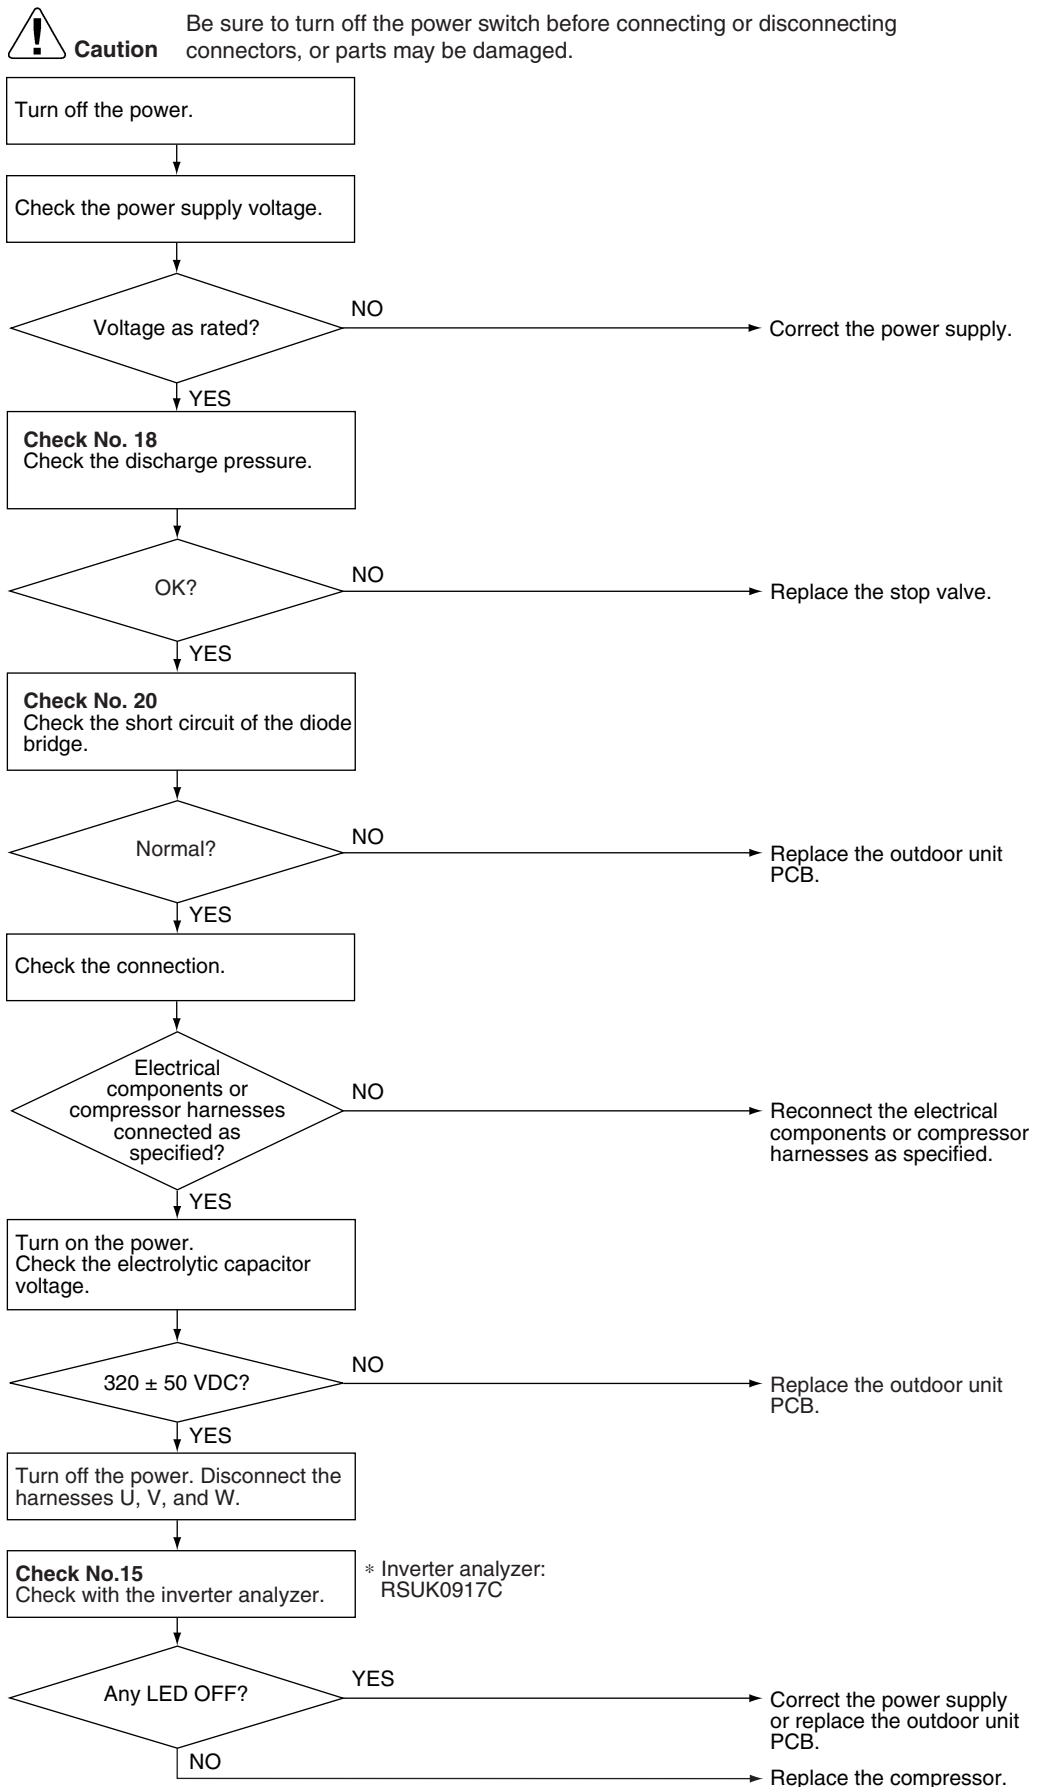 Be sure to turn off the power switch before connecting or disconnecting
Caution connectors, or parts may be damaged.
Turn off the power.
Check the power supply voltage.
Voltage as rated?
NO
Correct the power supply.
YES
Check No. 18
Check the discharge pressure.
OK?
NO
Replace the stop valve.
YES
Check No. 20
Check the short circuit of the diode
bridge.
Normal?
NO
Replace the outdoor unit
PCB.
YES
Check the connection.
Electrical
components or
compressor harnesses
connected as
specified?
NO
Reconnect the electrical
components or compressor
harnesses as specified.
YES
Turn on the power.
Check the electrolytic capacitor
voltage.
320 ± 50 VDC?
NO
Replace the outdoor unit
PCB.
YES
Turn off the power. Disconnect the
harnesses U, V, and W.
Check No.15
Check with the inverter analyzer.
* Inverter analyzer:
RSUK0917C
Any LED OFF?
YES
Correct the power supply
or replace the outdoor unit
PCB.
NO
Replace the compressor.